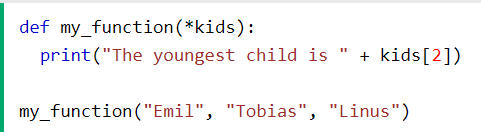 def my_function(*kids):
  print("The youngest child is " + kids[2])

my_function("Emil", "Tobias", "Linus")